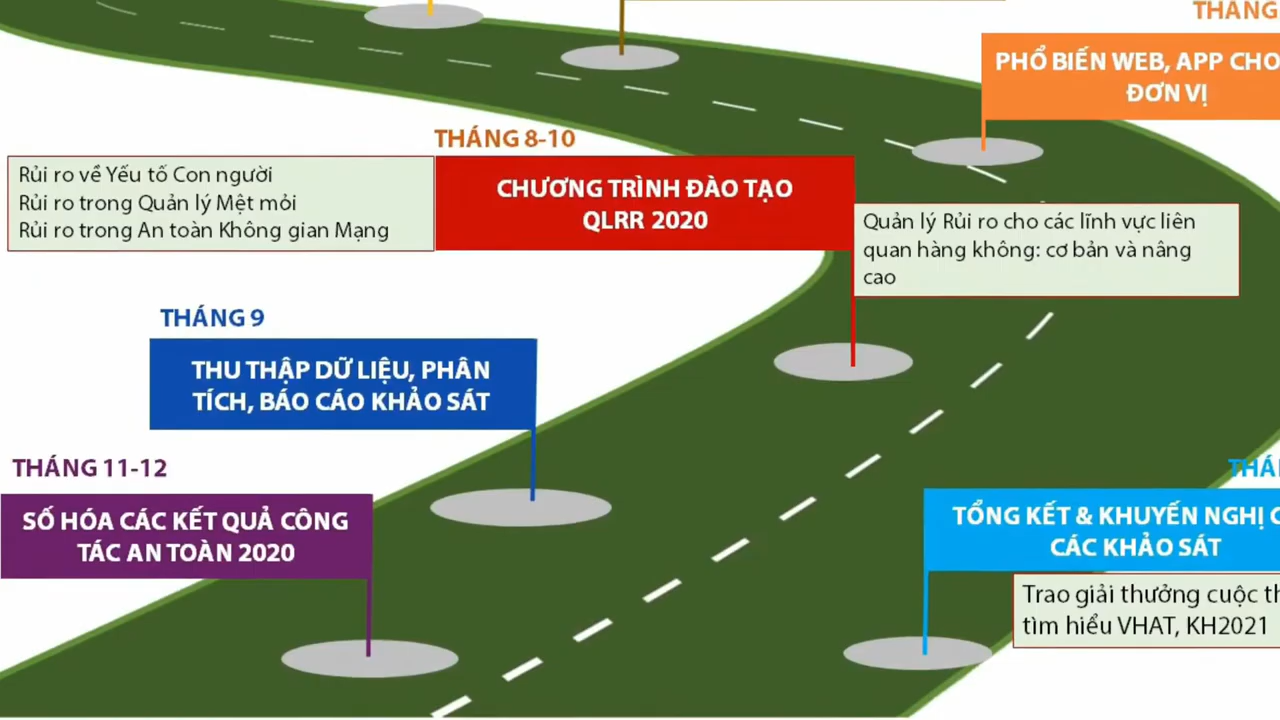 THÁNG
PHỔ BIẾN WEB, APP CHO
ĐƠN VỊ
THÁNG 8-10
CHƯƠNG TRÌNH ĐÀO TẠO
QLRR 2020
Rủi ro về Yếu tố Con người
Rủi ro trong Quản lý Mệt mỏi
Rủi ro trong An toàn Không gian Mạng
Quản lý Rủi ro cho các lĩnh vực liên
quan hàng không: cơ bản và nâng
cao
THÁNG 9
THU THẬP DỮ LIỆU, PHÂN
TÍCH, BÁO CÁO KHẢO SÁT
THÁNG 11-12
SỐ HÓA CÁC KẾT QUẢ CÔNG
TÁC AN TOÀN 2020
TỔNG KẾT & KHUYẾN NGHỊ
CÁC KHẢO SÁT
Trao giải thưởng cuộc
tìm hiểu VHAT, KH2021